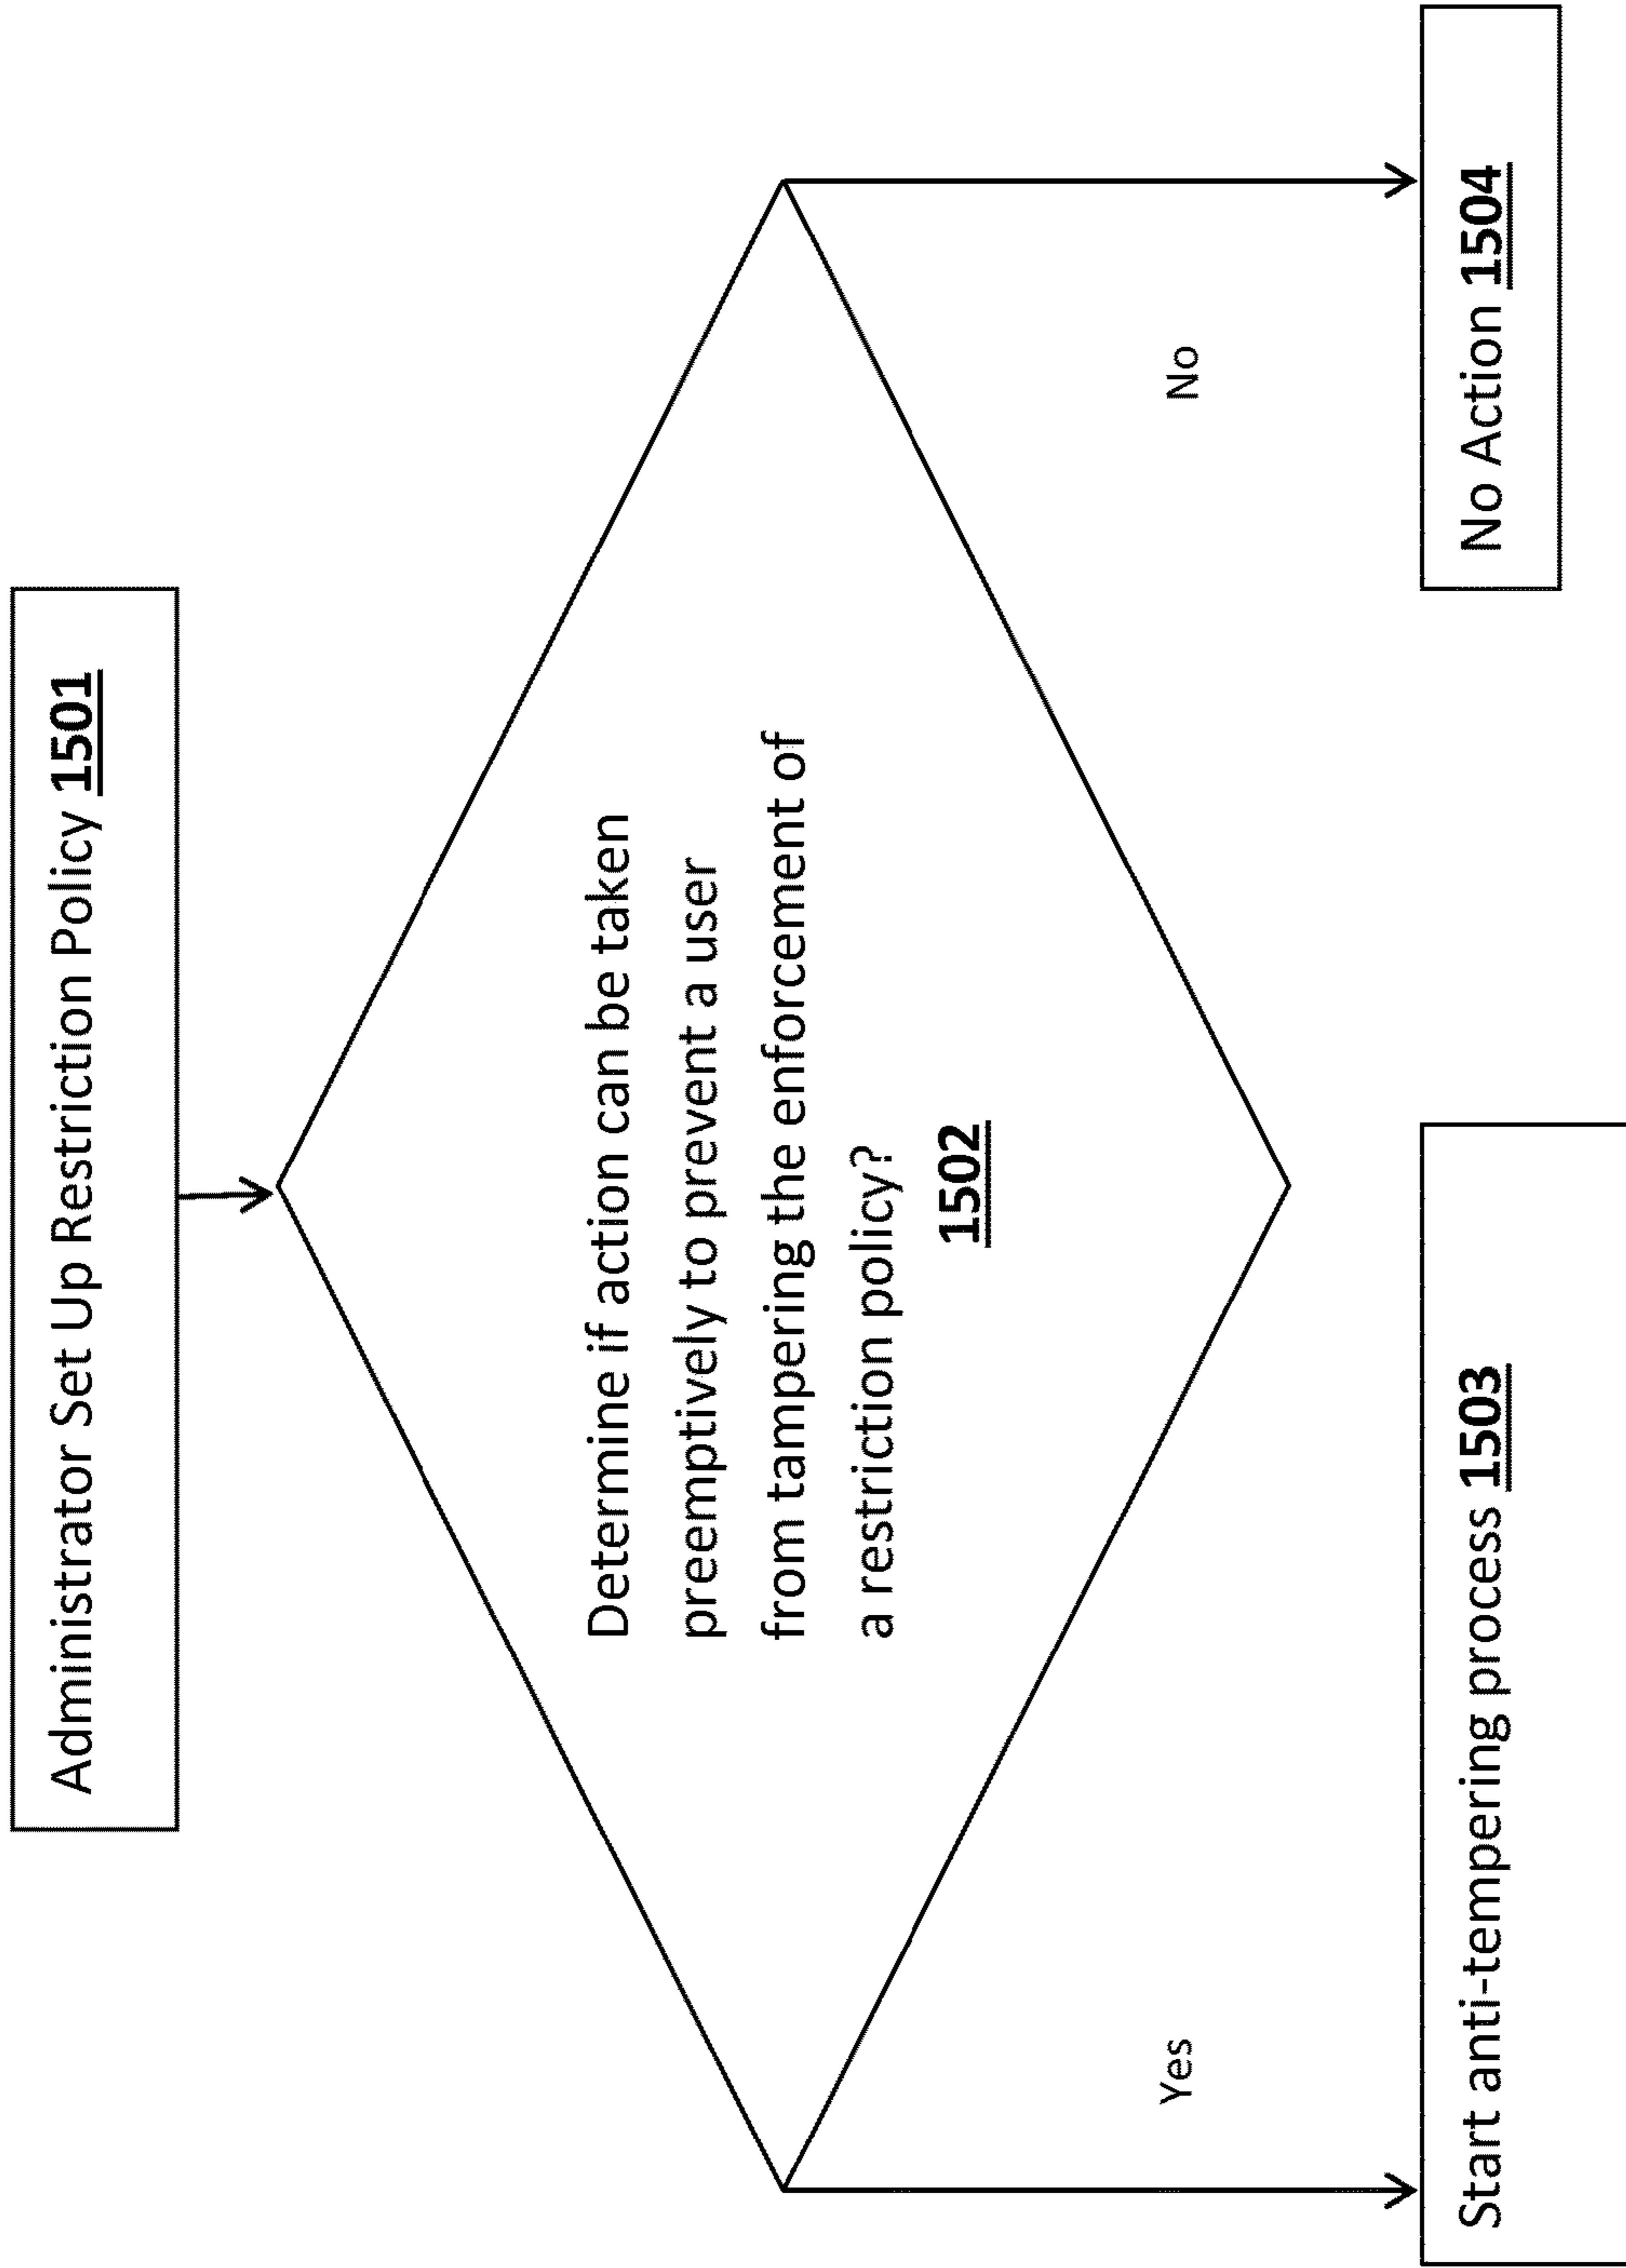 Administrator Set Up Restriction Policy 1501
Determine if action can be taken
preemptively to prevent a user
from tampering the enforcement of
a restriction policy?
1502
Yes
No
Start anti-tempering process 1503
No Action 1504